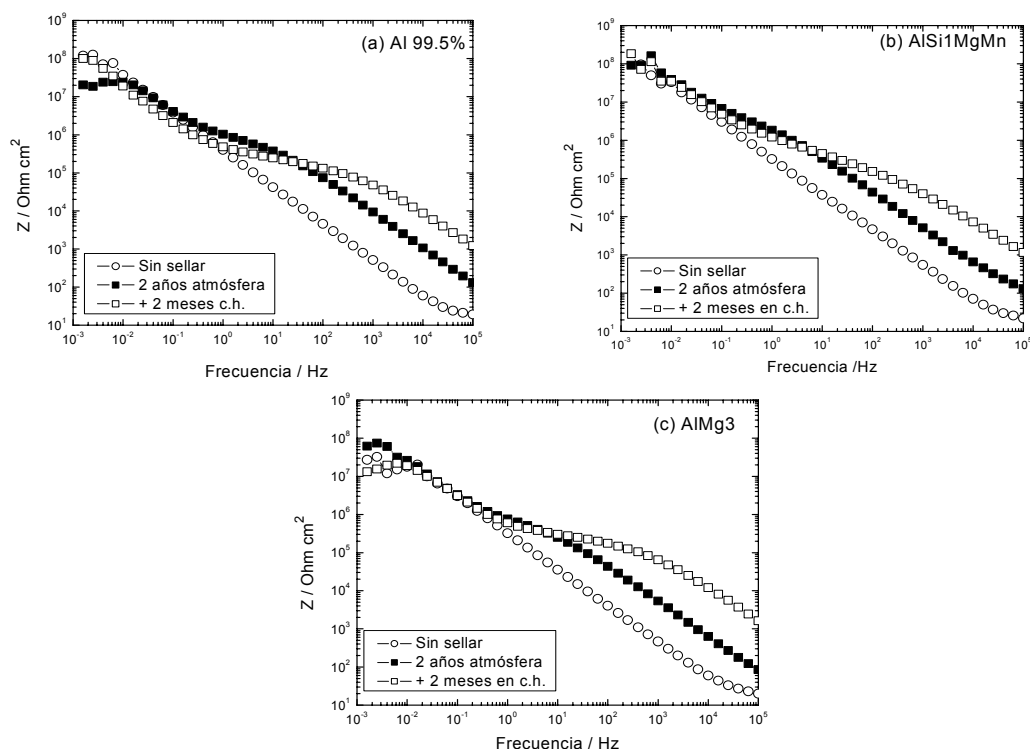 (a) Al 99.5%
10^9
10^8
10^7
10^6
10^5
10^4
10^3
10^2
10^1
Z / Ohm cm^2
Sin sellar
2 años atmósfera
+ 2 meses c.h.
10^-3 10^-2 10^-1 10^0 10^1 10^2 10^3 10^4 10^5
Frecuencia / Hz
(b) AlSi1MgMn
10^9
10^8
10^7
10^6
10^5
10^4
10^3
10^2
10^1
Z / Ohm cm^2
Sin sellar
2 años atmósfera
+ 2 meses en c.h.
10^-3 10^-2 10^-1 10^0 10^1 10^2 10^3 10^4 10^5
Frecuencia /Hz
(c) AlMg3
10^9
10^8
10^7
10^6
10^5
10^4
10^3
10^2
10^1
Z / Ohm cm^2
Sin sellar
2 años atmósfera
+ 2 meses en c.h.
10^-3 10^-2 10^-1 10^0 10^1 10^2 10^3 10^4 10^5
Frecuencia / Hz